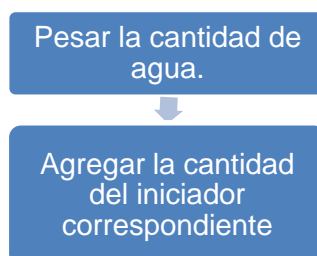 Pesar la cantidad de
agua.
Agregar la cantidad
del iniciador
correspondiente